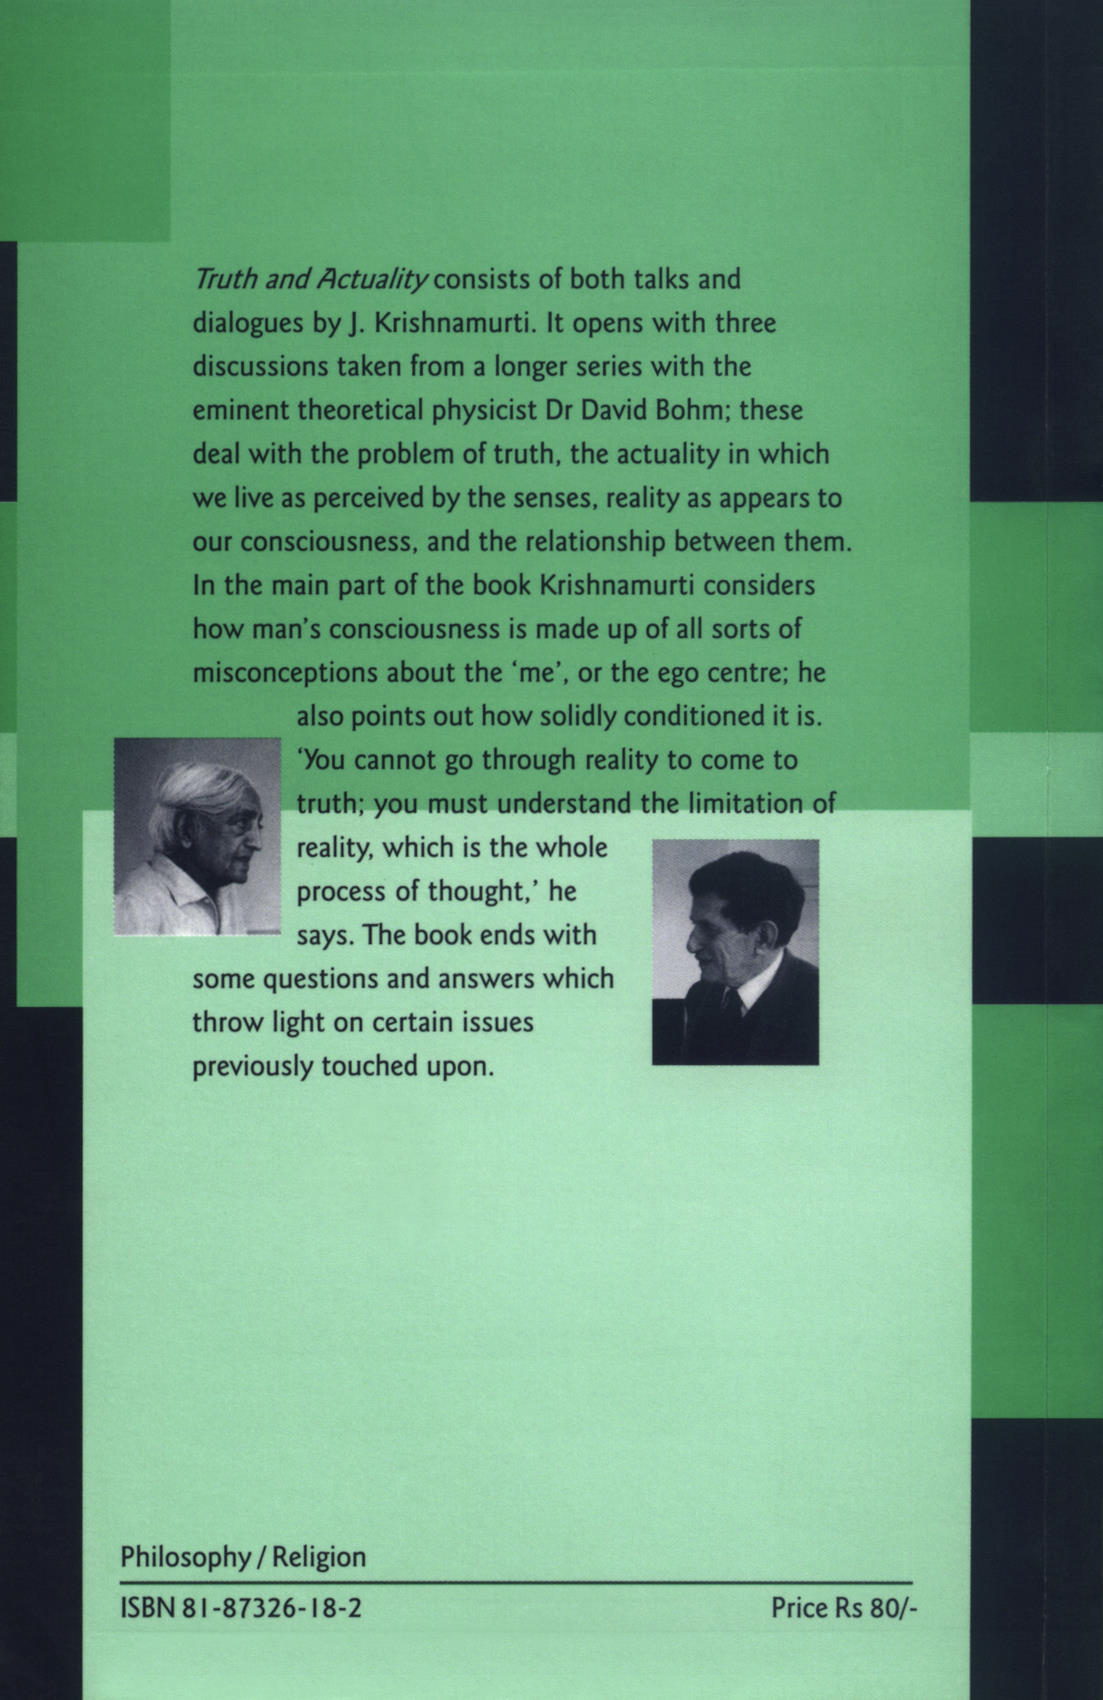 Truth and Actuality consists of both talks and
dialogues by J. Krishnamurti. It opens with three
discussions taken from a longer series with the
eminent theoretical physicist Dr David Bohm; these
deal with the problem of truth, the actuality in which
we live as perceived by the senses, reality as appears to
our consciousness, and the relationship between them.
In the main part of the book Krishnamurti considers
how man's consciousness is made up of all sorts of
misconceptions about the ‘me’, or the ego centre; he
also points out how solidly conditioned it is.
‘You cannot go through reality to come to
truth; you must understand the limitation of
reality, which is the whole
process of thought,’ he
says. The book ends with
some questions and answers which
throw light on certain issues
previously touched upon.
Philosophy / Religion
ISBN 81-87326-18-2
Price Rs 80/-